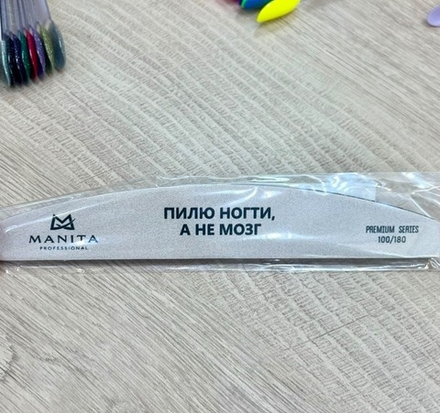 MANITA
PROFESSIONAL
ПИЛЮ НОГТИ,
А НЕ МОЗГ
PREMIUM SERIES
100/180